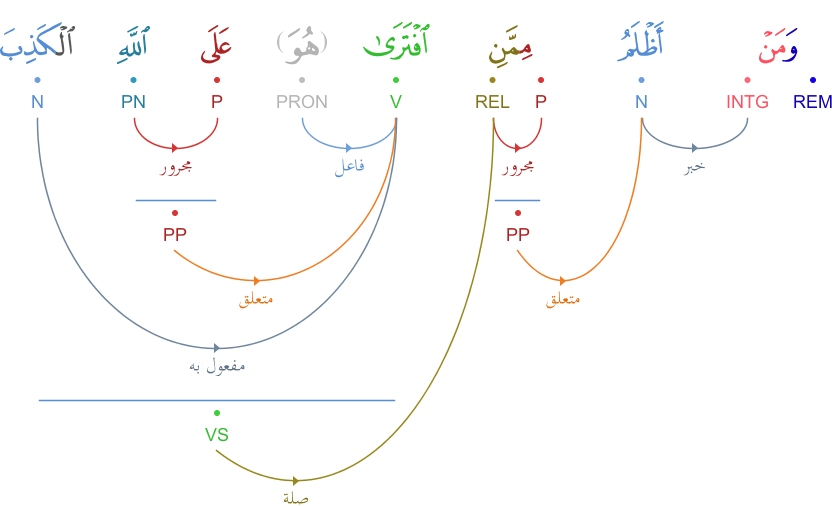 وَمَنۡ أَظۡلَمُ مِمَّنِ ٱفۡتَرَىٰ (هُوَ) عَلَى ٱللَّهِ ٱلۡكَذِبَ
REM INTG N P REL V PRON P PN N
خبر مجرور فاعل مجرور
PP PP
متعلق متعلق
مفعول به
VS
صلة